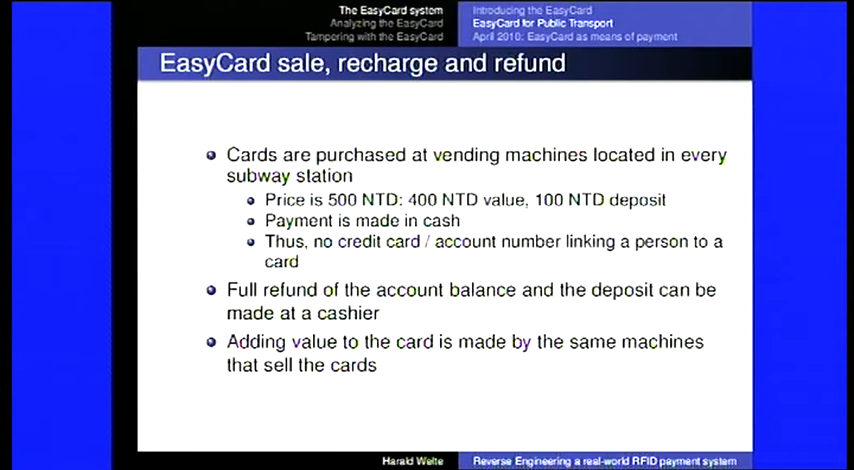 The EasyCard system
Analyzing the EasyCard
Tampering with the EasyCard
Introducing the EasyCard
EasyCard for Public Transport
April 2010: EasyCard as means of payment
EasyCard sale, recharge and refund
Cards are purchased at vending machines located in every
subway station
Price is 500 NTD: 400 NTD value, 100 NTD deposit
Payment is made in cash
Thus, no credit card / account number linking a person to a
card
Full refund of the account balance and the deposit can be
made at a cashier
Adding value to the card is made by the same machines
that sell the cards
Harald Welte
Reverse Engineering a real-world RFID payment system